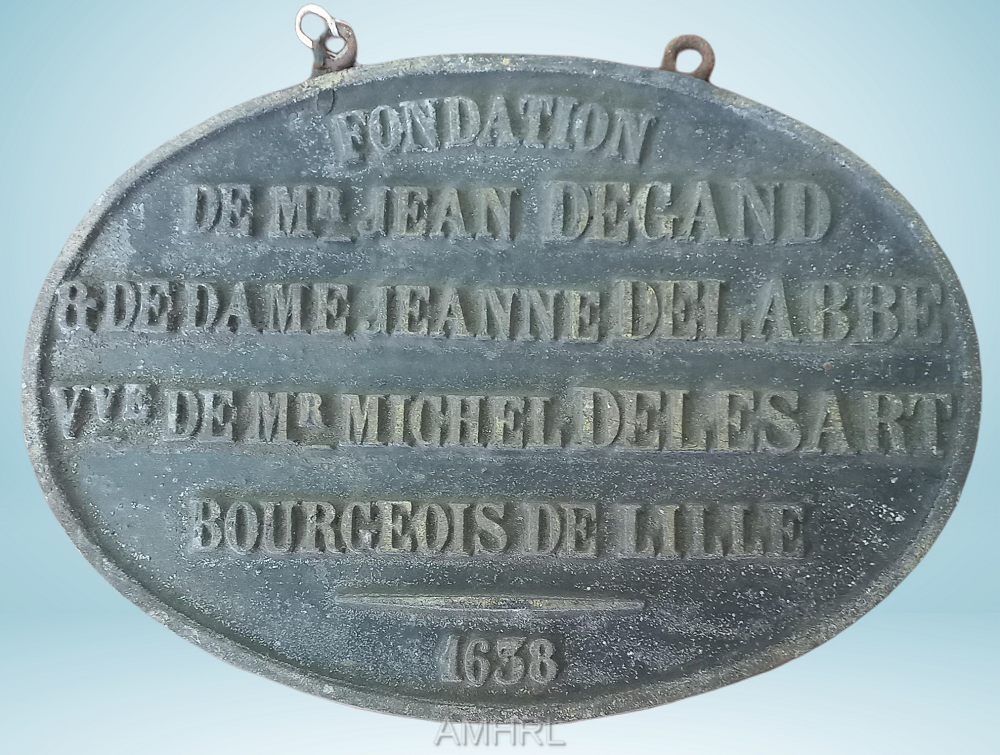 FONDATION
DE MR JEAN DEGAND
& DE DAME JEANNE DELABBE
VVE DE MR MICHEL DELESART
BOURGEOIS DE LILLE
1638
AMHRL